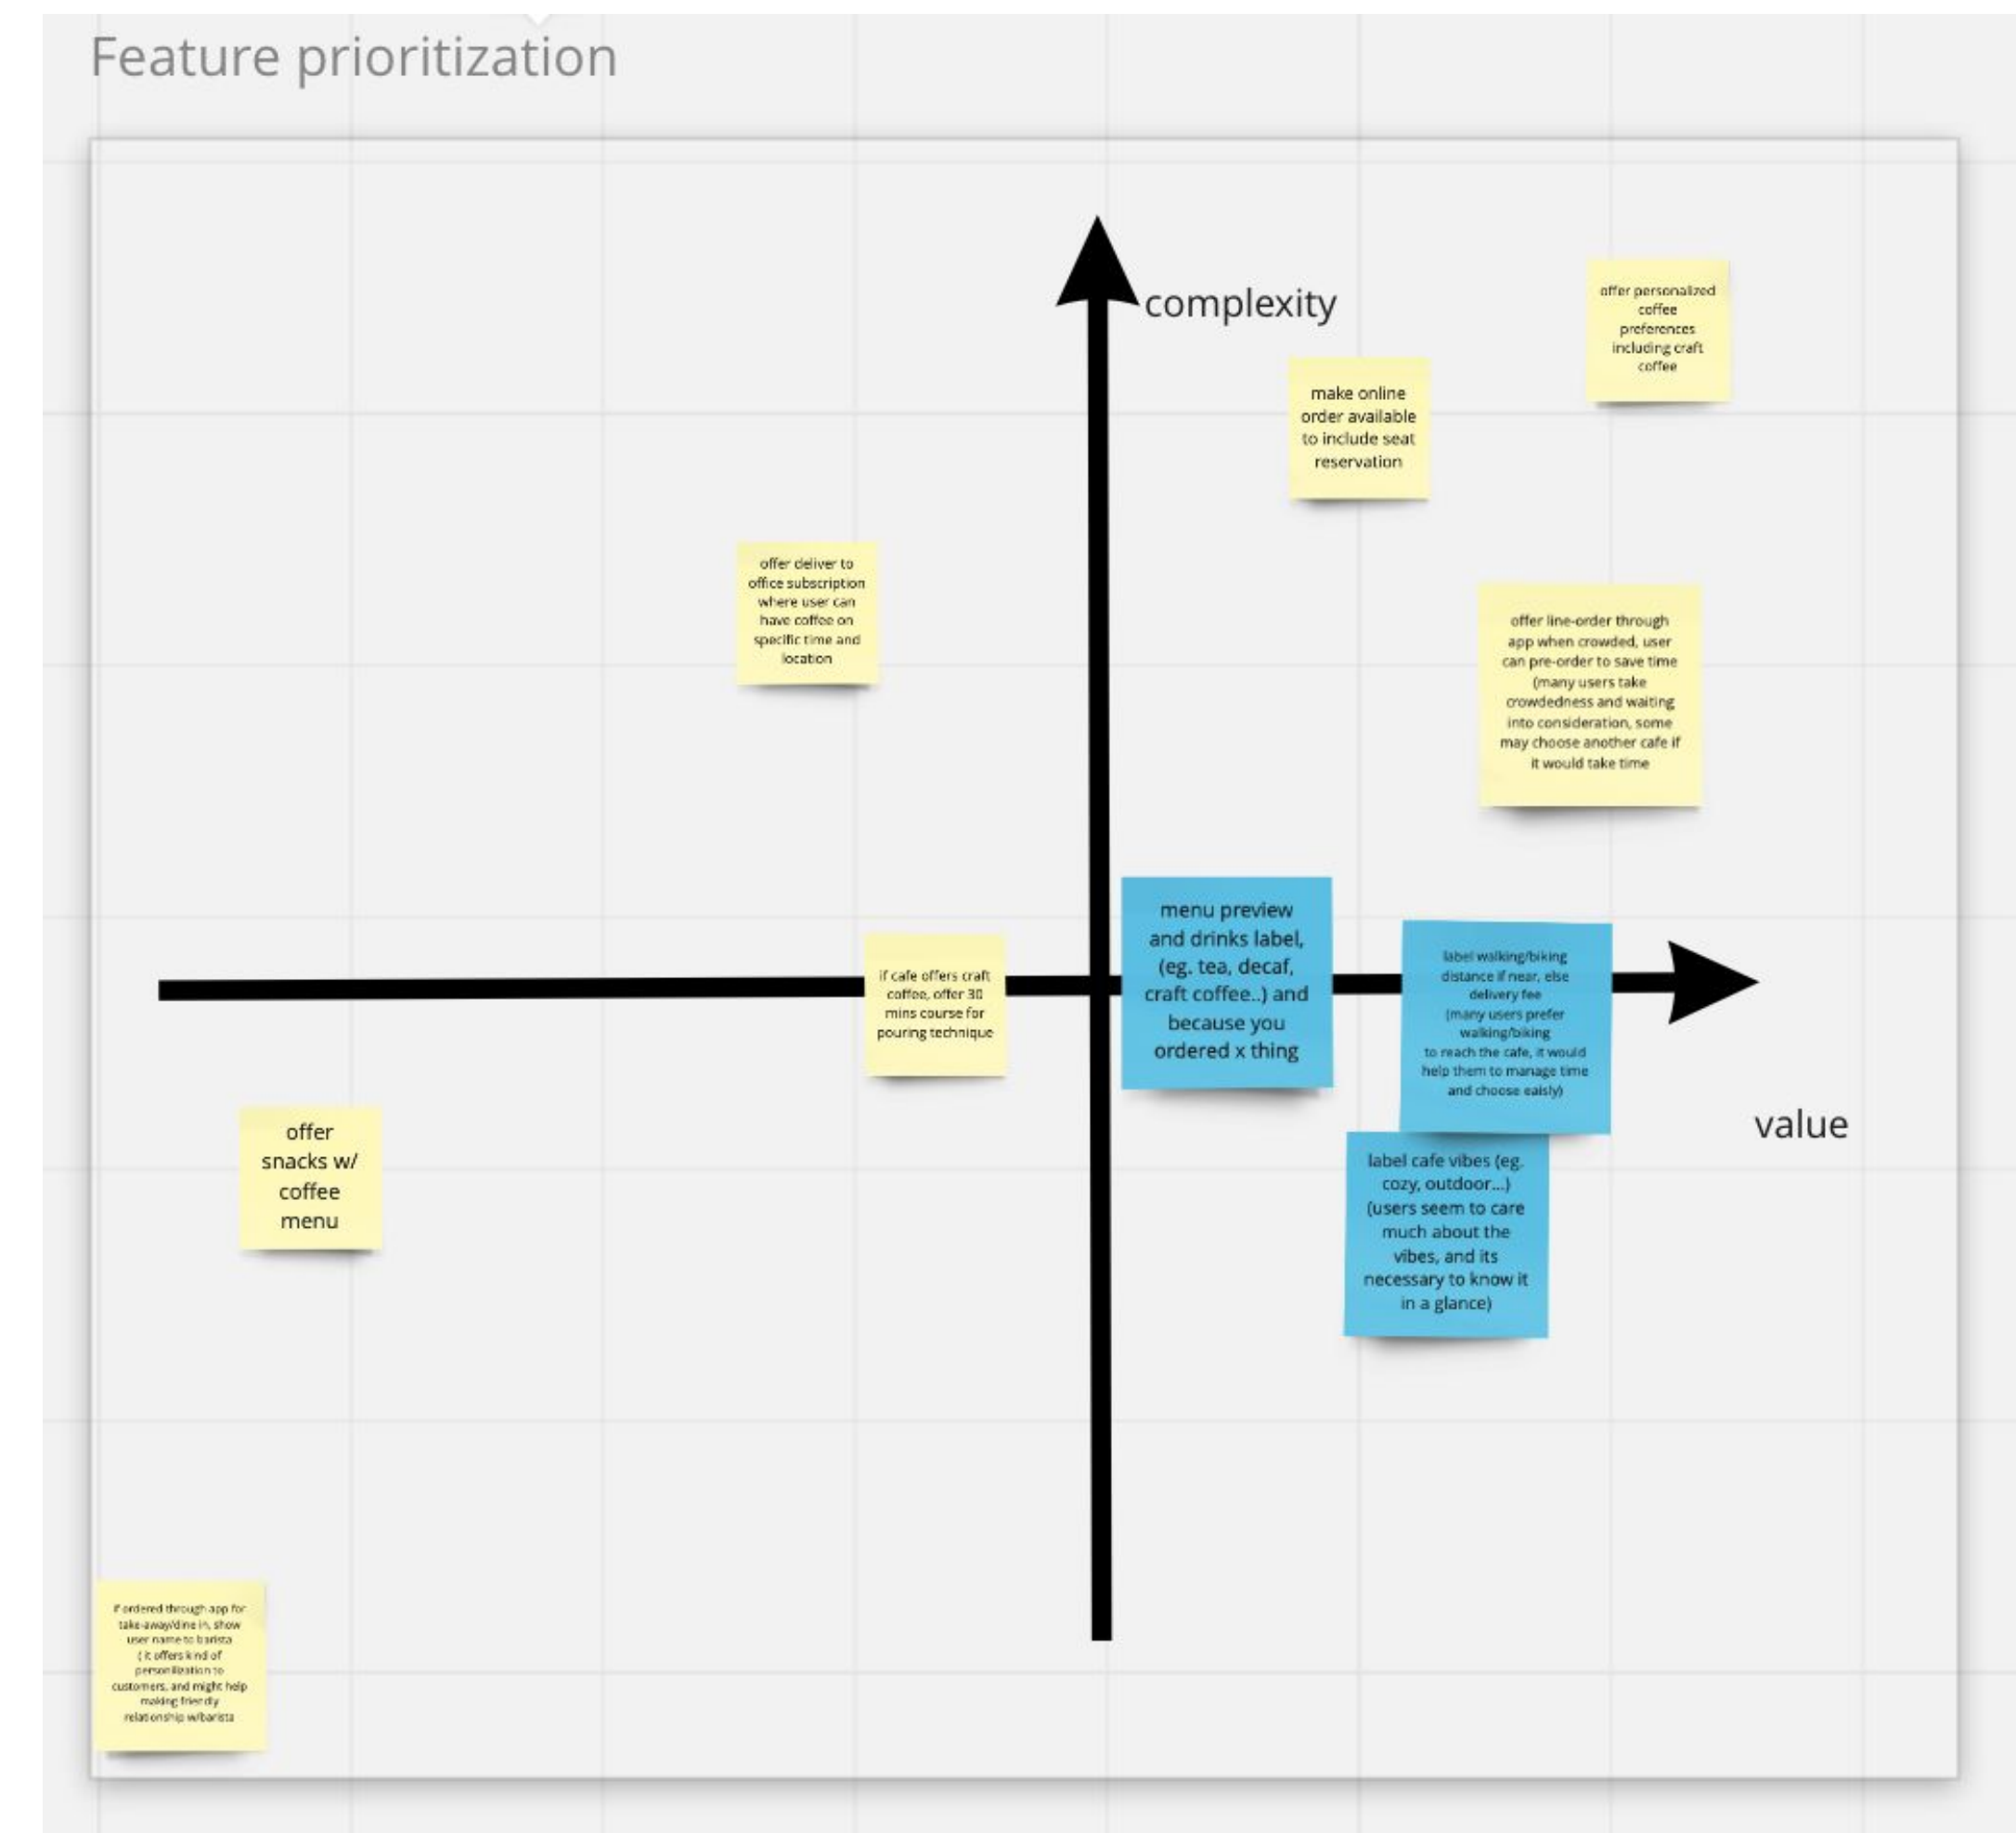 Feature prioritization
complexity
offer personalized
coffee
preferences
including craft
coffee
make online
order available
to include seat
reservation
offer deliver to
office subscription
where user can
have coffee on
specific time and
location
offer line-order through
app when crowded, user
can pre-order to save time
(many users take
crowdedness and waiting
into consideration, some
may choose another cafe if
it would take time
menu preview
and drinks label,
(eg. tea, decaf,
craft coffee..) and
because you
ordered x thing
label walking/biking
distance if near, else
delivery fee
(many users prefer
walking/biking
to reach the cafe, it would
help them to manage time
and choose eaisly)
if cafe offers craft
coffee, offer 30
mins course for
pouring technique
value
offer
snacks w/
coffee
menu
label cafe vibes (eg.
cozy, outdoor...)
(users seem to care
much about the
vibes, and its
necessary to know it
in a glance)
if ordered through app for
take-away/dine in, show
user name to barista
( it offers kind of
personilization to
customers, and might help
making friendly
relationship w/barista